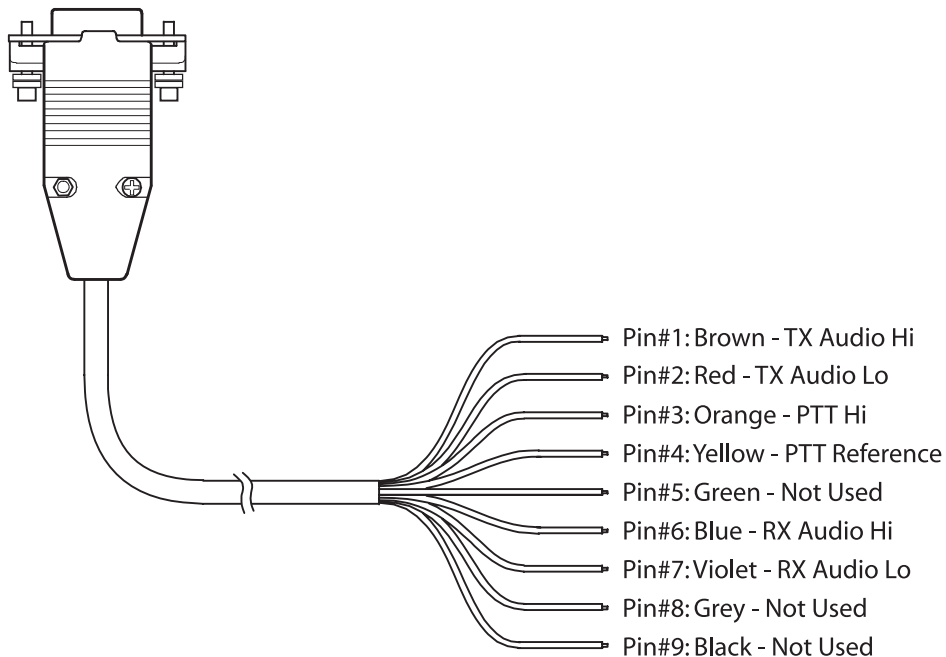 Pin#1: Brown - TX Audio Hi
Pin#2: Red - TX Audio Lo
Pin#3: Orange - PTT Hi
Pin#4: Yellow - PTT Reference
Pin#5: Green - Not Used
Pin#6: Blue - RX Audio Hi
Pin#7: Violet - RX Audio Lo
Pin#8: Grey - Not Used
Pin#9: Black - Not Used